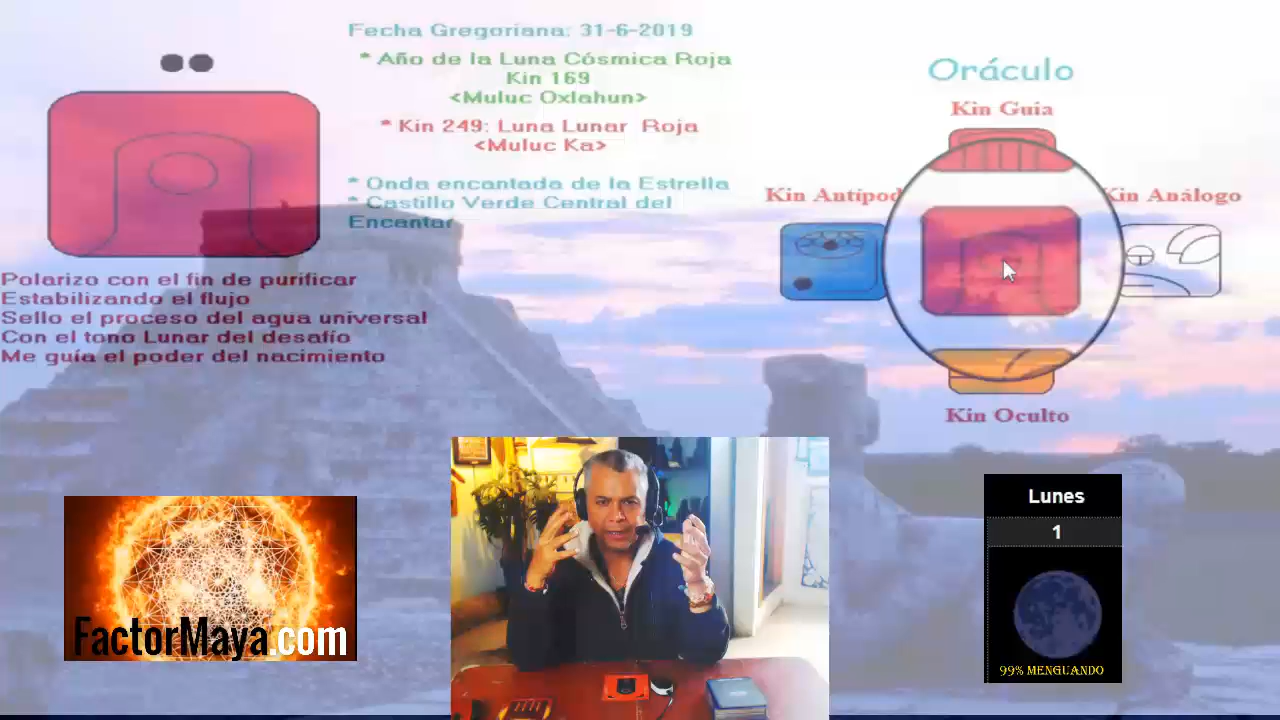 Fecha Gregoriana: 31-6-2019
* Año de la Luna Cósmica Roja
Kin 169
<Muluc Oxlahun>
* Kin 249: Luna Lunar Roja
<Muluc Ka>
* Onda encantada de la Estrella
* Castillo Verde Central del
Encantar
Polarizo con el fin de purificar
Estabilizando el flujo
Sello el proceso del agua universal
Con el tono Lunar del desafío
Me guía el poder del nacimiento
Oráculo
Kin Guia
Kin Antípod
Kin Análogo
Kin Oculto
FactorMaya.com
Lunes
1
99% MENGUANDO